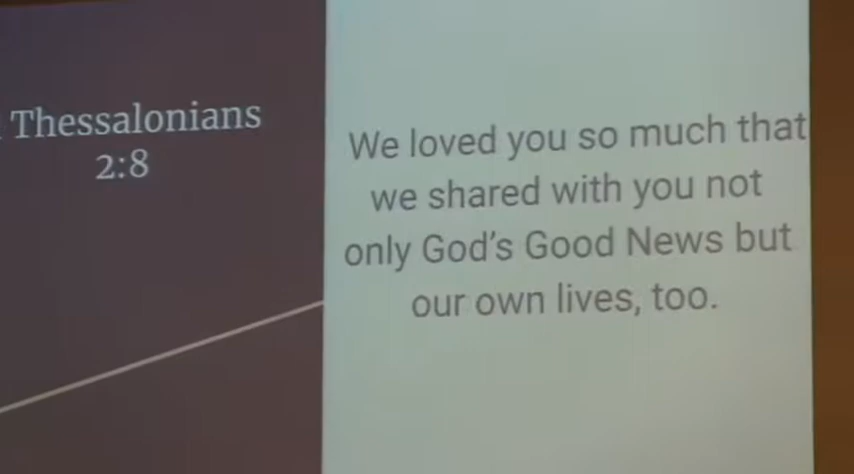 Thessalonians
2:8
We loved you so much that
we shared with you not
only God's Good News but
our own lives, too.